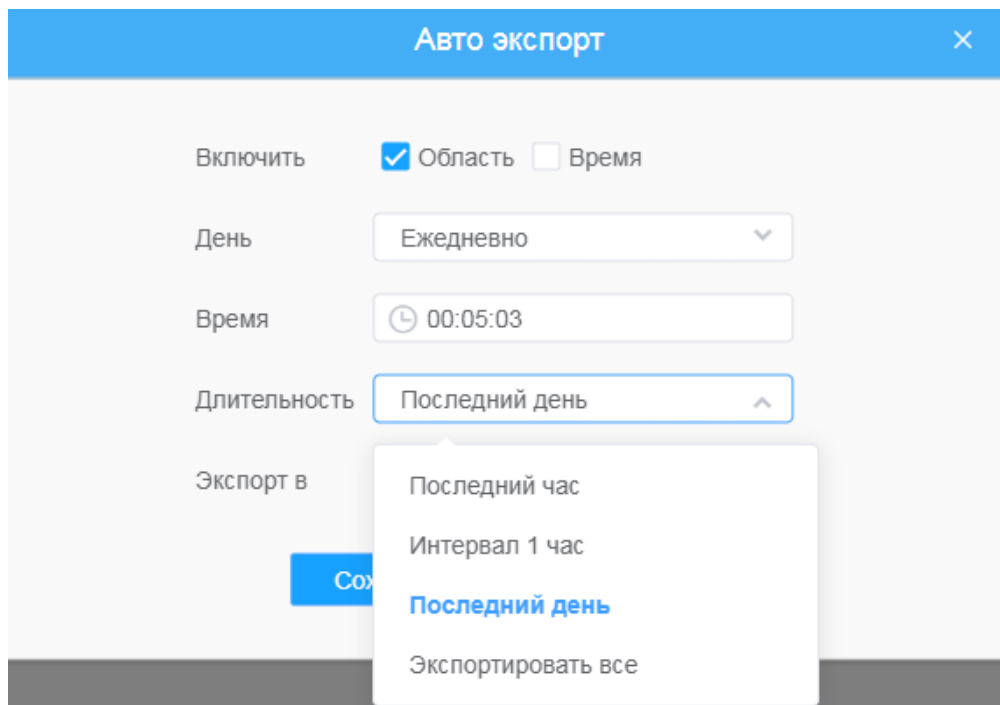 Авто экспорт
Включить Область Время
День Ежедневно
Время 00:05:03
Длительность Последний день
Экспорт в
Последний час
Интервал 1 час
Последний день
Экспортировать все